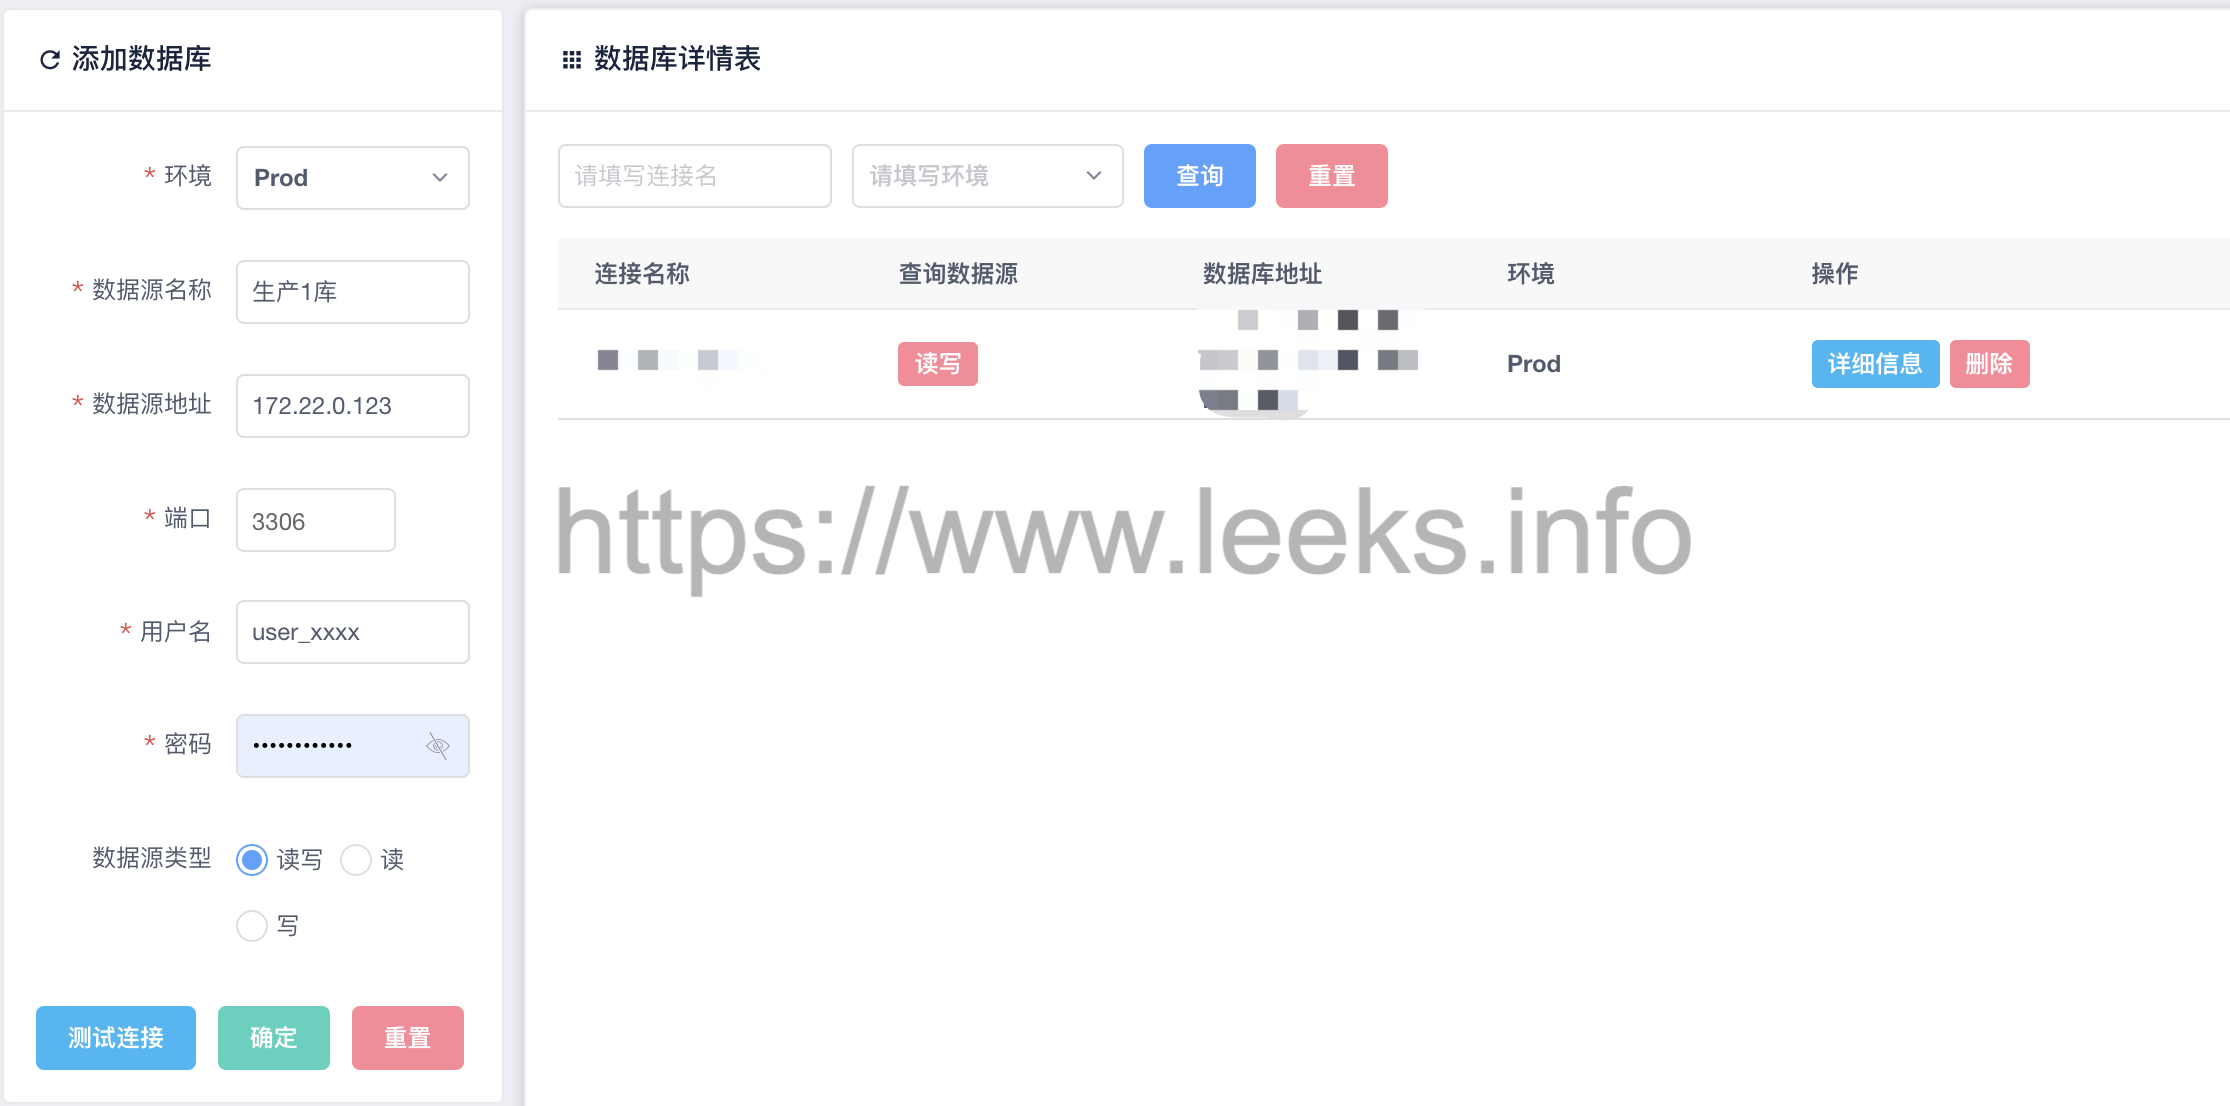 添加数据库
* 环境 Prod
* 数据源名称 生产1库
* 数据源地址 172.22.0.123
* 端口 3306
* 用户名 user_xxxx
* 密码 ••••••••••••
数据源类型 读写 读
写
测试连接 确定 重置
数据库详情表
请填写连接名 请填写环境 查询 重置
连接名称 查询数据源 数据库地址 环境 操作
读写 Prod 详细信息 删除
https://www.leeks.info